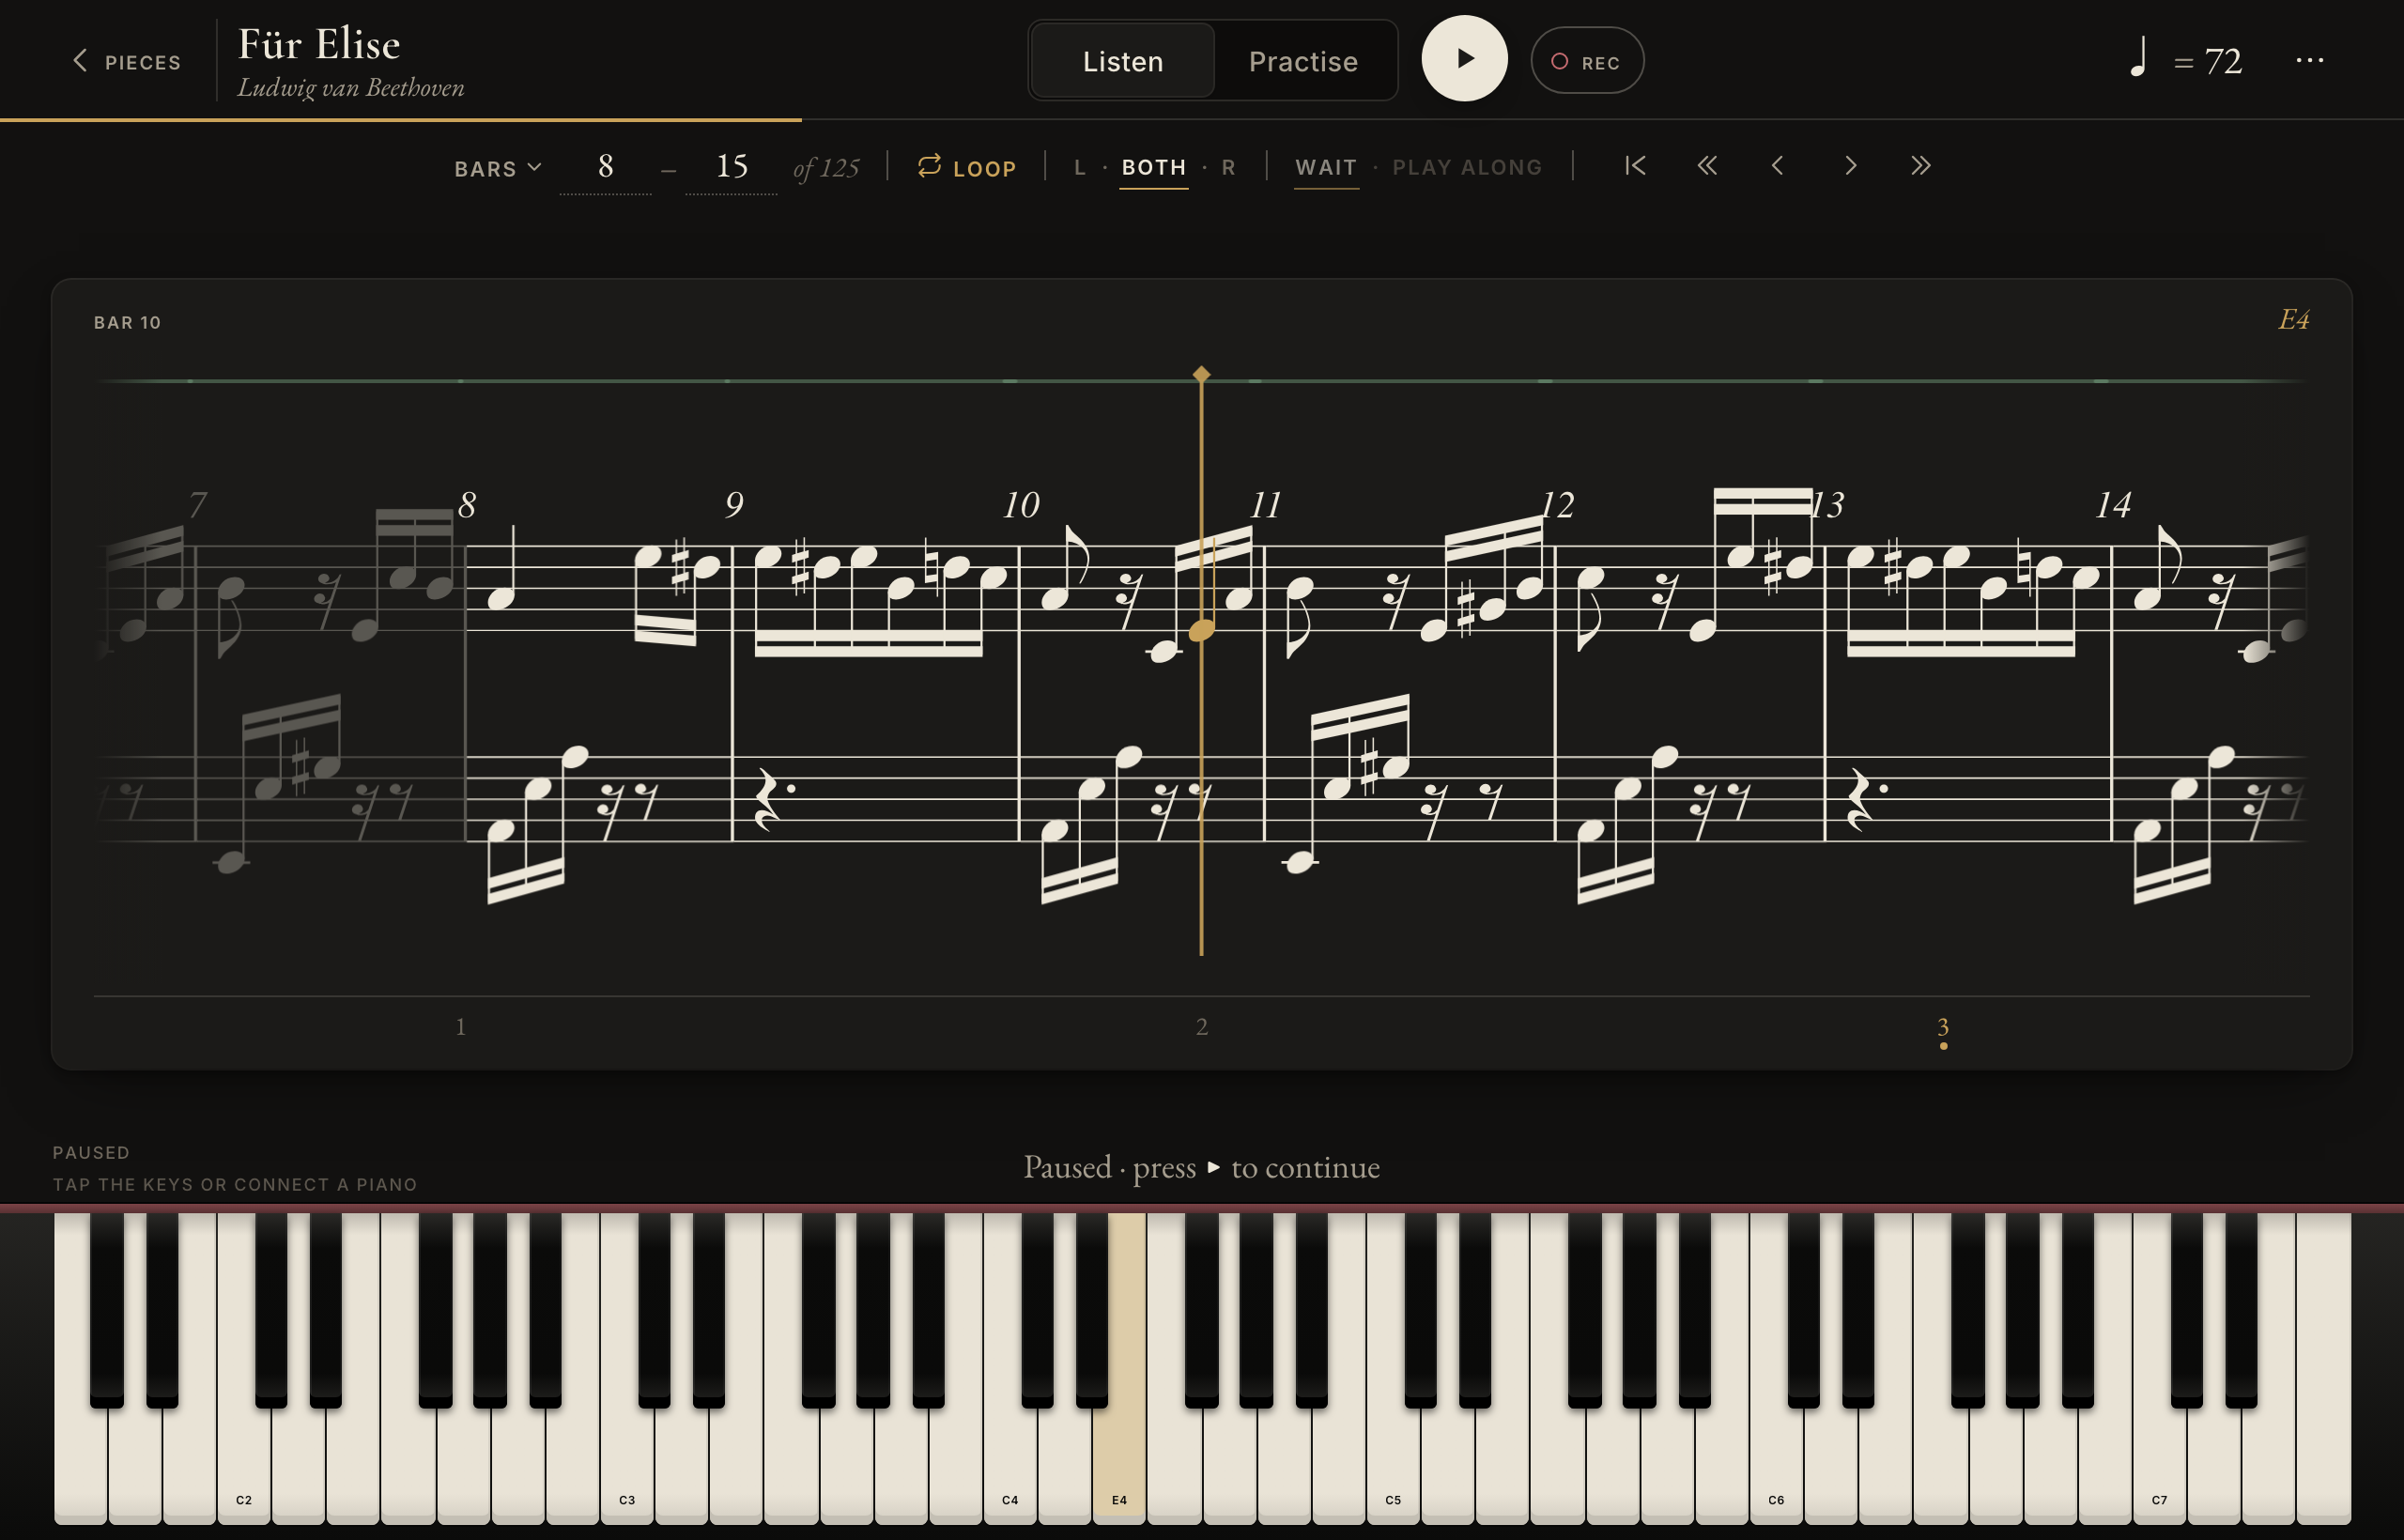 PIECES
Für Elise
Ludwig van Beethoven
Listen
Practise
REC
= 72
BARS 8 – 15 of 125
LOOP
L · BOTH · R
WAIT · PLAY ALONG
BAR 10
E4
7 8 9 10 11 12 13 14
1 2 3
PAUSED
TAP THE KEYS OR CONNECT A PIANO
Paused · press ▶ to continue
C2 C3 C4 E4 C5 C6 C7